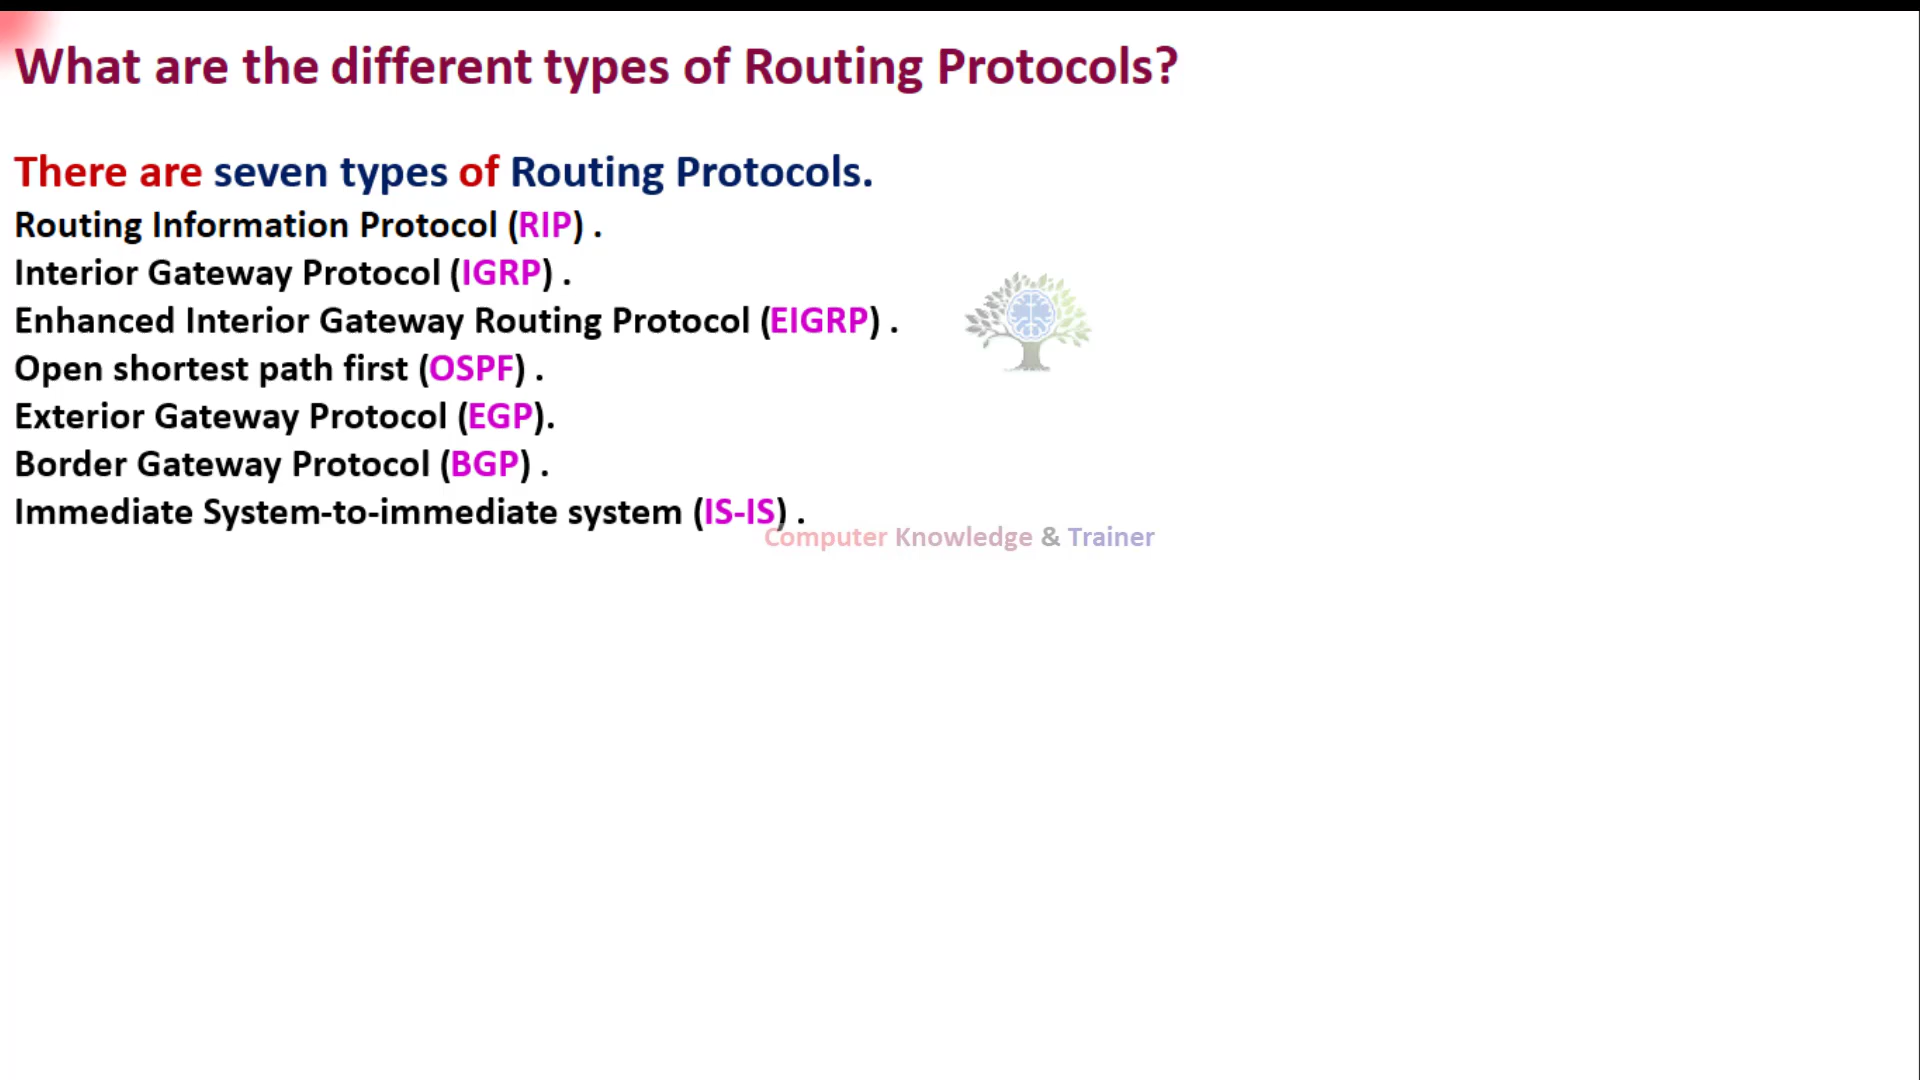 What are the different types of Routing Protocols?
There are seven types of Routing Protocols.
Routing Information Protocol (RIP) .
Interior Gateway Protocol (IGRP) .
Enhanced Interior Gateway Routing Protocol (EIGRP) .
Open shortest path first (OSPF) .
Exterior Gateway Protocol (EGP).
Border Gateway Protocol (BGP) .
Immediate System-to-immediate system (IS-IS) .
Computer Knowledge & Trainer